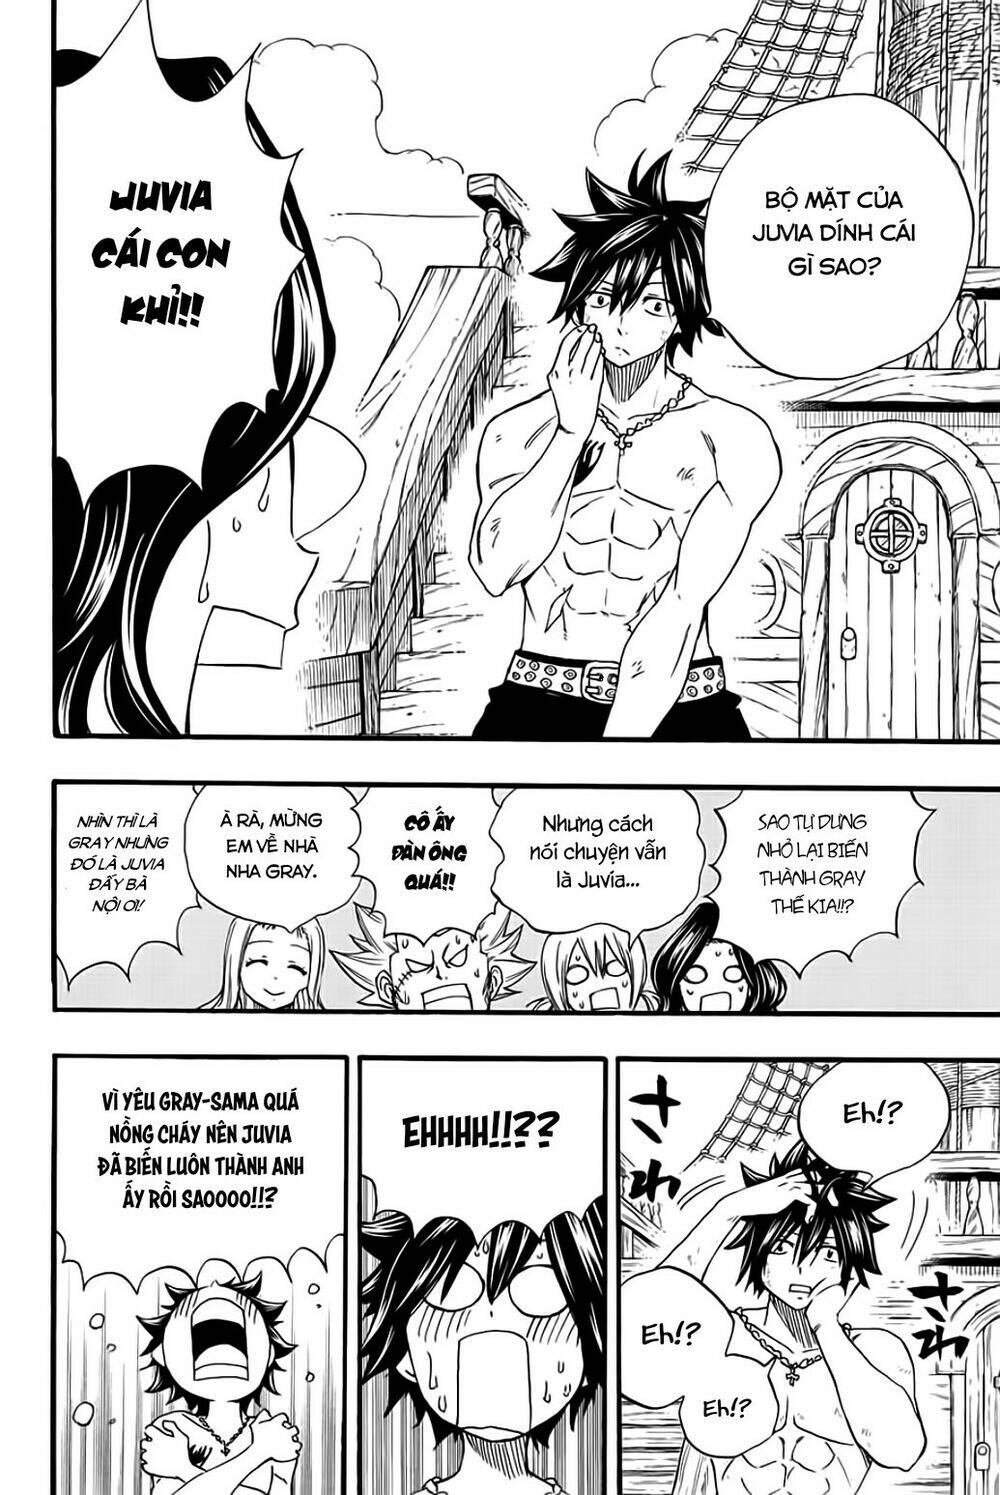 JUVIA
CÁI CON
KHỈ!!
BỘ MẶT CỦA
JUVIA DÍNH CÁI
GÌ SAO?
NHÌN THÌ LÀ
GRAY NHƯNG
ĐÓ LÀ JUVIA
ĐẤY BÀ
NỘI ƠI!
À RÀ, MỪNG
EM VỀ NHÀ
NHA GRAY.
CÔ ẤY
ĐÀN ÔNG
QUÁ!!
Nhưng cách
nói chuyện vẫn
là Juvia...
SAO TỰ DƯNG
NHỎ LẠI BIẾN
THÀNH GRAY
THẾ KIA!!?
VÌ YÊU GRAY-SAMA QUÁ
NỒNG CHÁY NÊN JUVIA
ĐÃ BIẾN LUÔN THÀNH ANH
ẤY RỒI SAOOOO!!?
EHHHH!!??
Eh!?
Eh!?
Eh!?
さわ
さわ